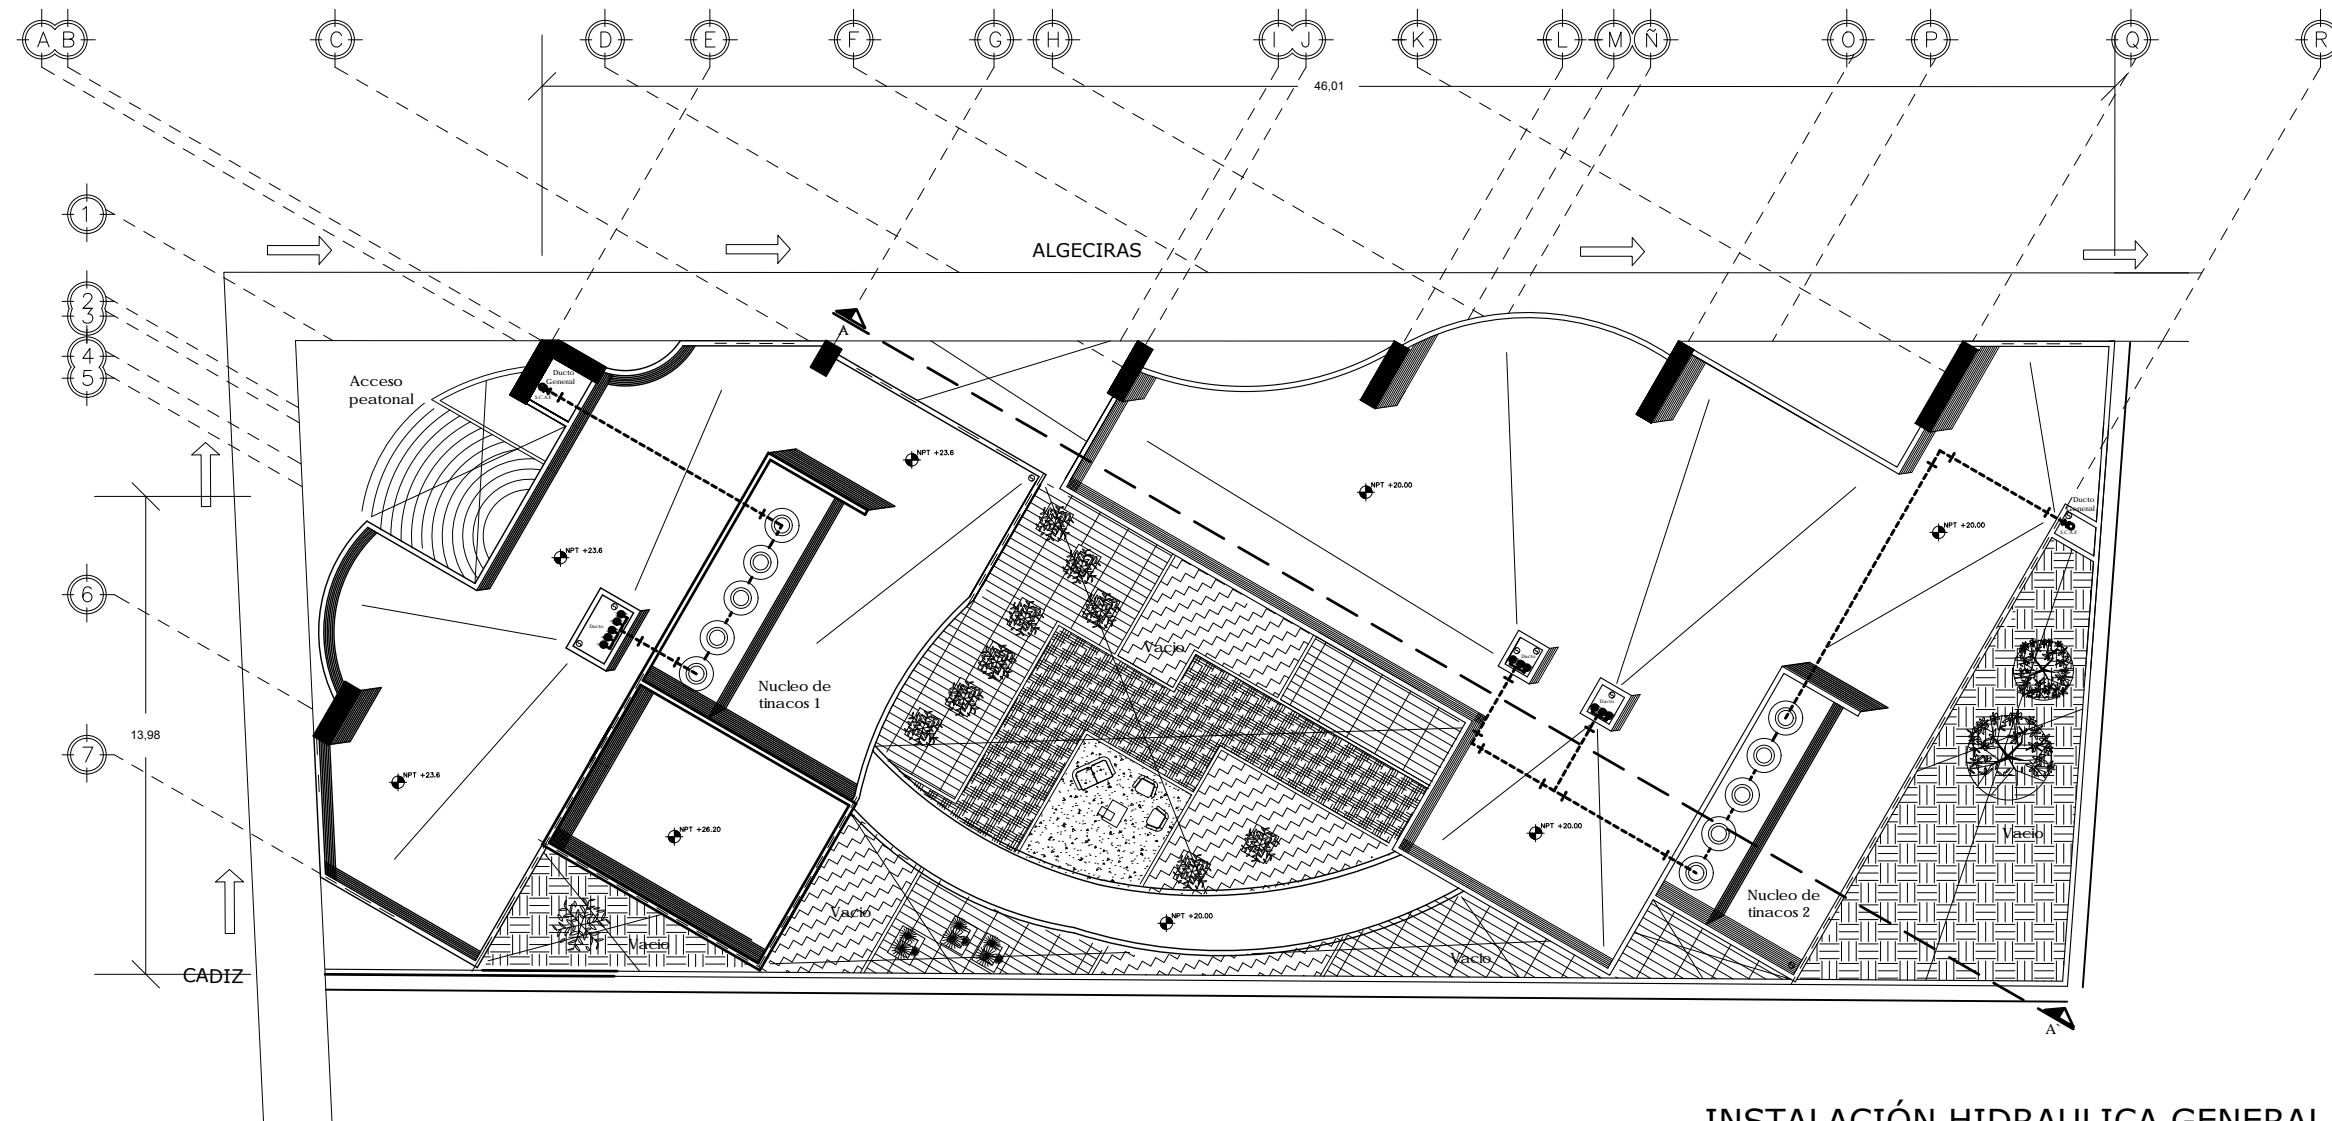 A B C D E F G H I J K L M Ñ O P Q R
46,01
1
ALGECIRAS
2
3
4
5
A
Acceso
peatonal
Ducto
General
S.C.A.F.
NPT +23.6
NPT +20.00
Ducto
General
NPT +20.00
NPT +23.6
6
Ducto
Vacio
Ducto
Nucleo de
tinacos 1
Ducto
13,98
7
NPT +23.6
NPT +26.20
NPT +20.00
Vacio
Nucleo de
tinacos 2
Vacio
NPT +20.00
Vacio
Vacio
CADIZ
A`
INSTALACIÓN HIDRAULICA GENERAL